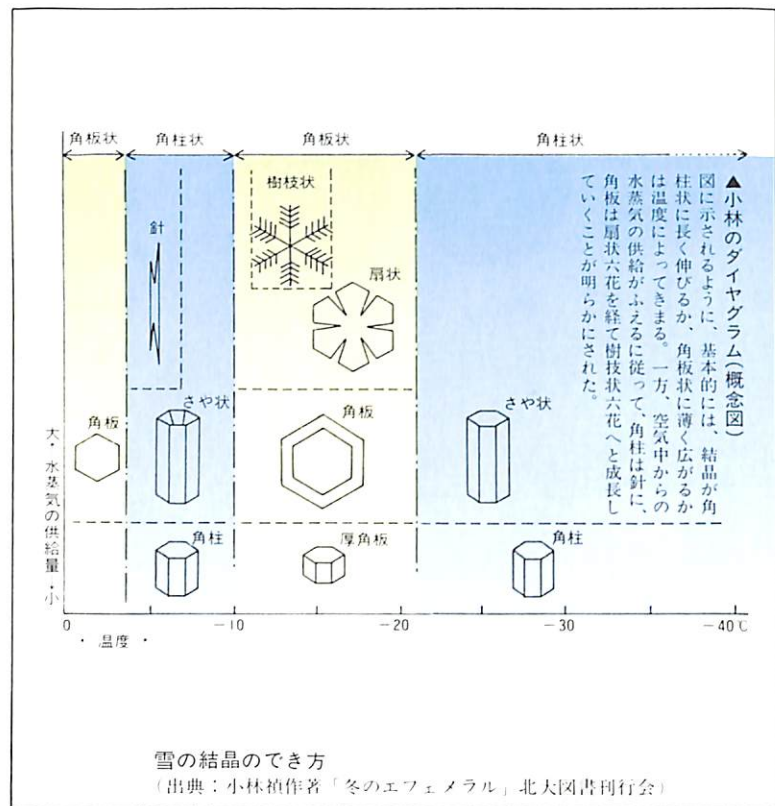 角板状
角柱状
角板状
角柱状
▲小林のダイヤグラム(概念図)
図に示されるように、基本的には、結晶が角
柱状に長く伸びるか、角板状に薄く広がるか
は温度によってきまる。一方、空気中からの
水蒸気の供給がふえるに従って、角柱は針に、
角板は扇状六花を経て樹枝状六花へと成長し
ていくことが明らかにされた。
樹枝状
針
扇状
角板
さや状
角板
さや状
角柱
厚角板
角柱
大・水蒸気の供給量・小
0
-10
-20
-30
-40℃
・温度・
雪の結晶のでき方
(出典:小林禎作著「冬のエフェメラル」北大図書刊行会)